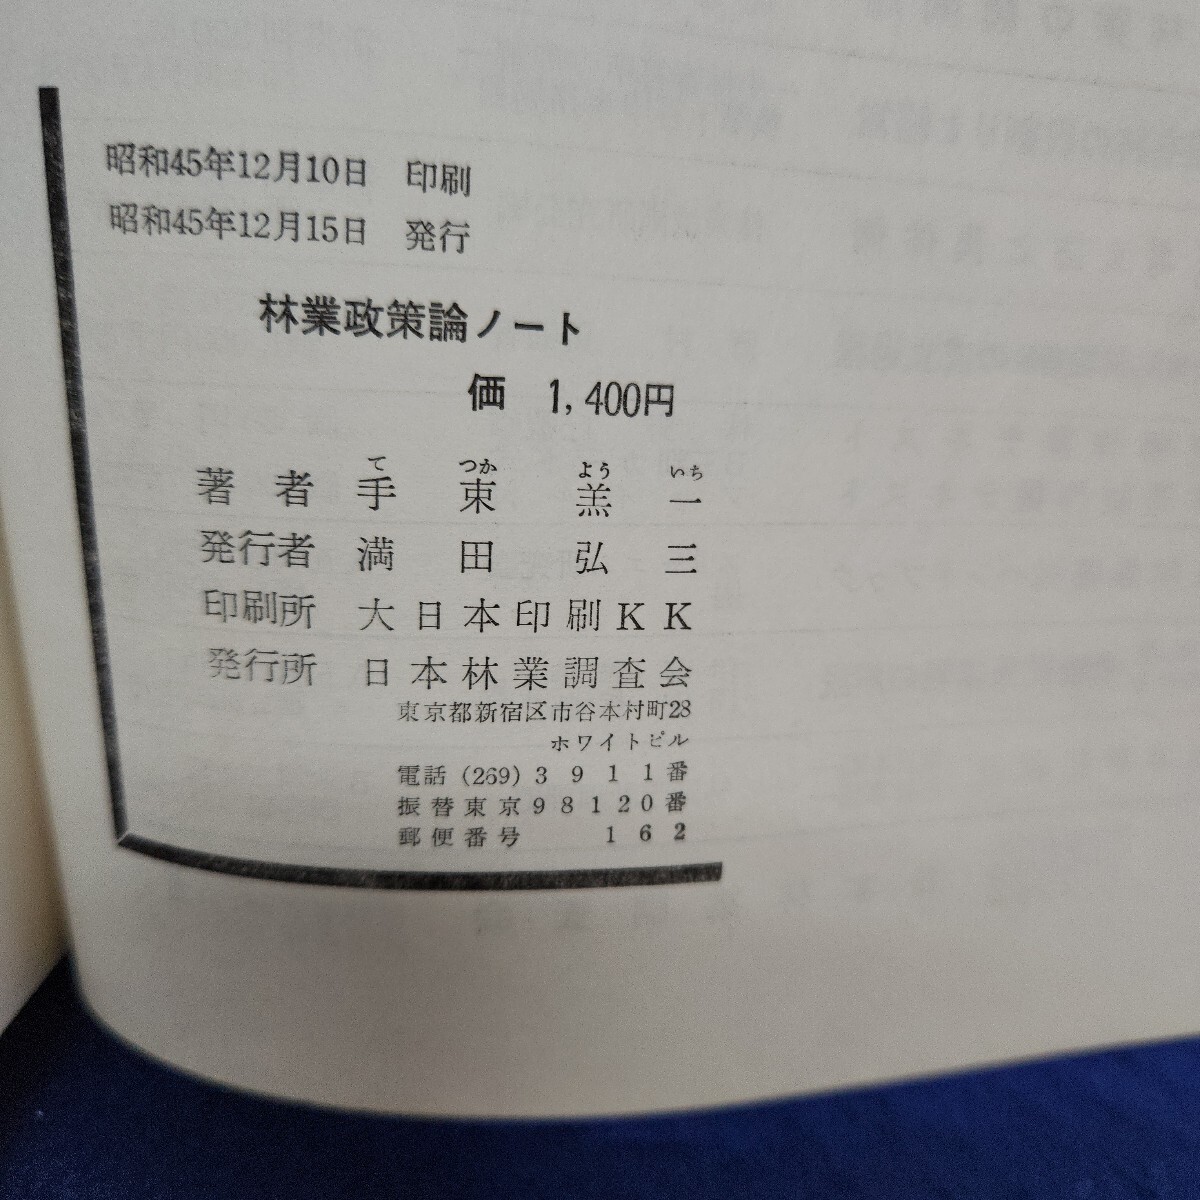 昭和45年12月10日 印刷
昭和45年12月15日 発行
林業政策論ノート
価 1,400円
て つか よう いち
著者 手束羔一
発行者 満田弘三
印刷所 大日本印刷KK
発行所 日本林業調査会
東京都新宿区市谷本村町28
ホワイトビル
電話(269)3911番
振替東京98120番
郵便番号 162